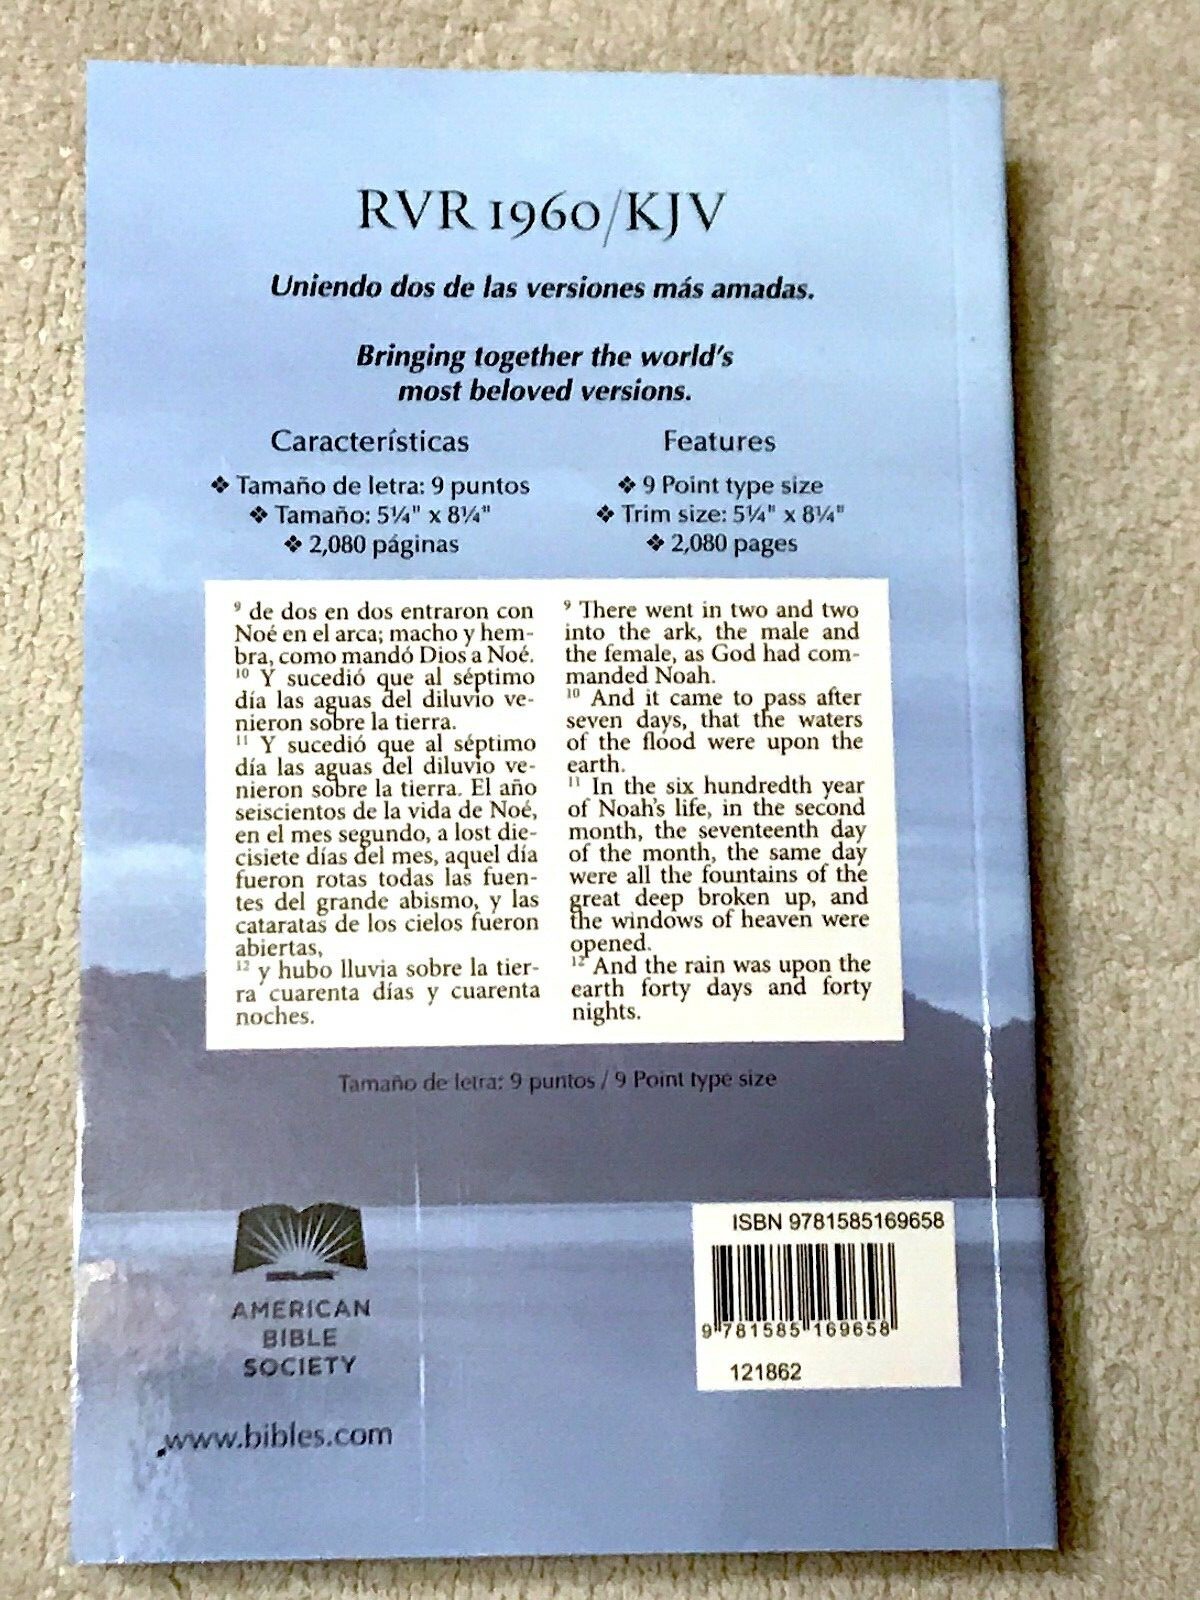 RVR 1960/KJV
Uniendo dos de las versiones más amadas.
Bringing together the world's
most beloved versions.
Características
❖ Tamaño de letra: 9 puntos
❖ Tamaño: 5¼" x 8¼"
❖ 2,080 páginas
Features
❖ 9 Point type size
❖ Trim size: 5¼" x 8¼"
❖ 2,080 pages
⁹ de dos en dos entraron con
Noé en el arca; macho y hem-
bra, como mandó Dios a Noé.
¹⁰ Y sucedió que al séptimo
día las aguas del diluvio ve-
nieron sobre la tierra.
¹¹ Y sucedió que al séptimo
día las aguas del diluvio ve-
nieron sobre la tierra. El año
seiscientos de la vida de Noé,
en el mes segundo, a lost die-
cisiete días del mes, aquel día
fueron rotas todas las fuen-
tes del grande abismo, y las
cataratas de los cielos fueron
abiertas,
¹² y hubo lluvia sobre la tier-
ra cuarenta días y cuarenta
noches.
⁹ There went in two and two
into the ark, the male and
the female, as God had com-
manded Noah.
¹⁰ And it came to pass after
seven days, that the waters
of the flood were upon the
earth.
¹¹ In the six hundredth year
of Noah's life, in the second
month, the seventeenth day
of the month, the same day
were all the fountains of the
great deep broken up, and
the windows of heaven were
opened.
¹² And the rain was upon the
earth forty days and forty
nights.
Tamaño de letra: 9 puntos / 9 Point type size
AMERICAN
BIBLE
SOCIETY
www.bibles.com
ISBN 9781585169658
9 781585 169658
121862